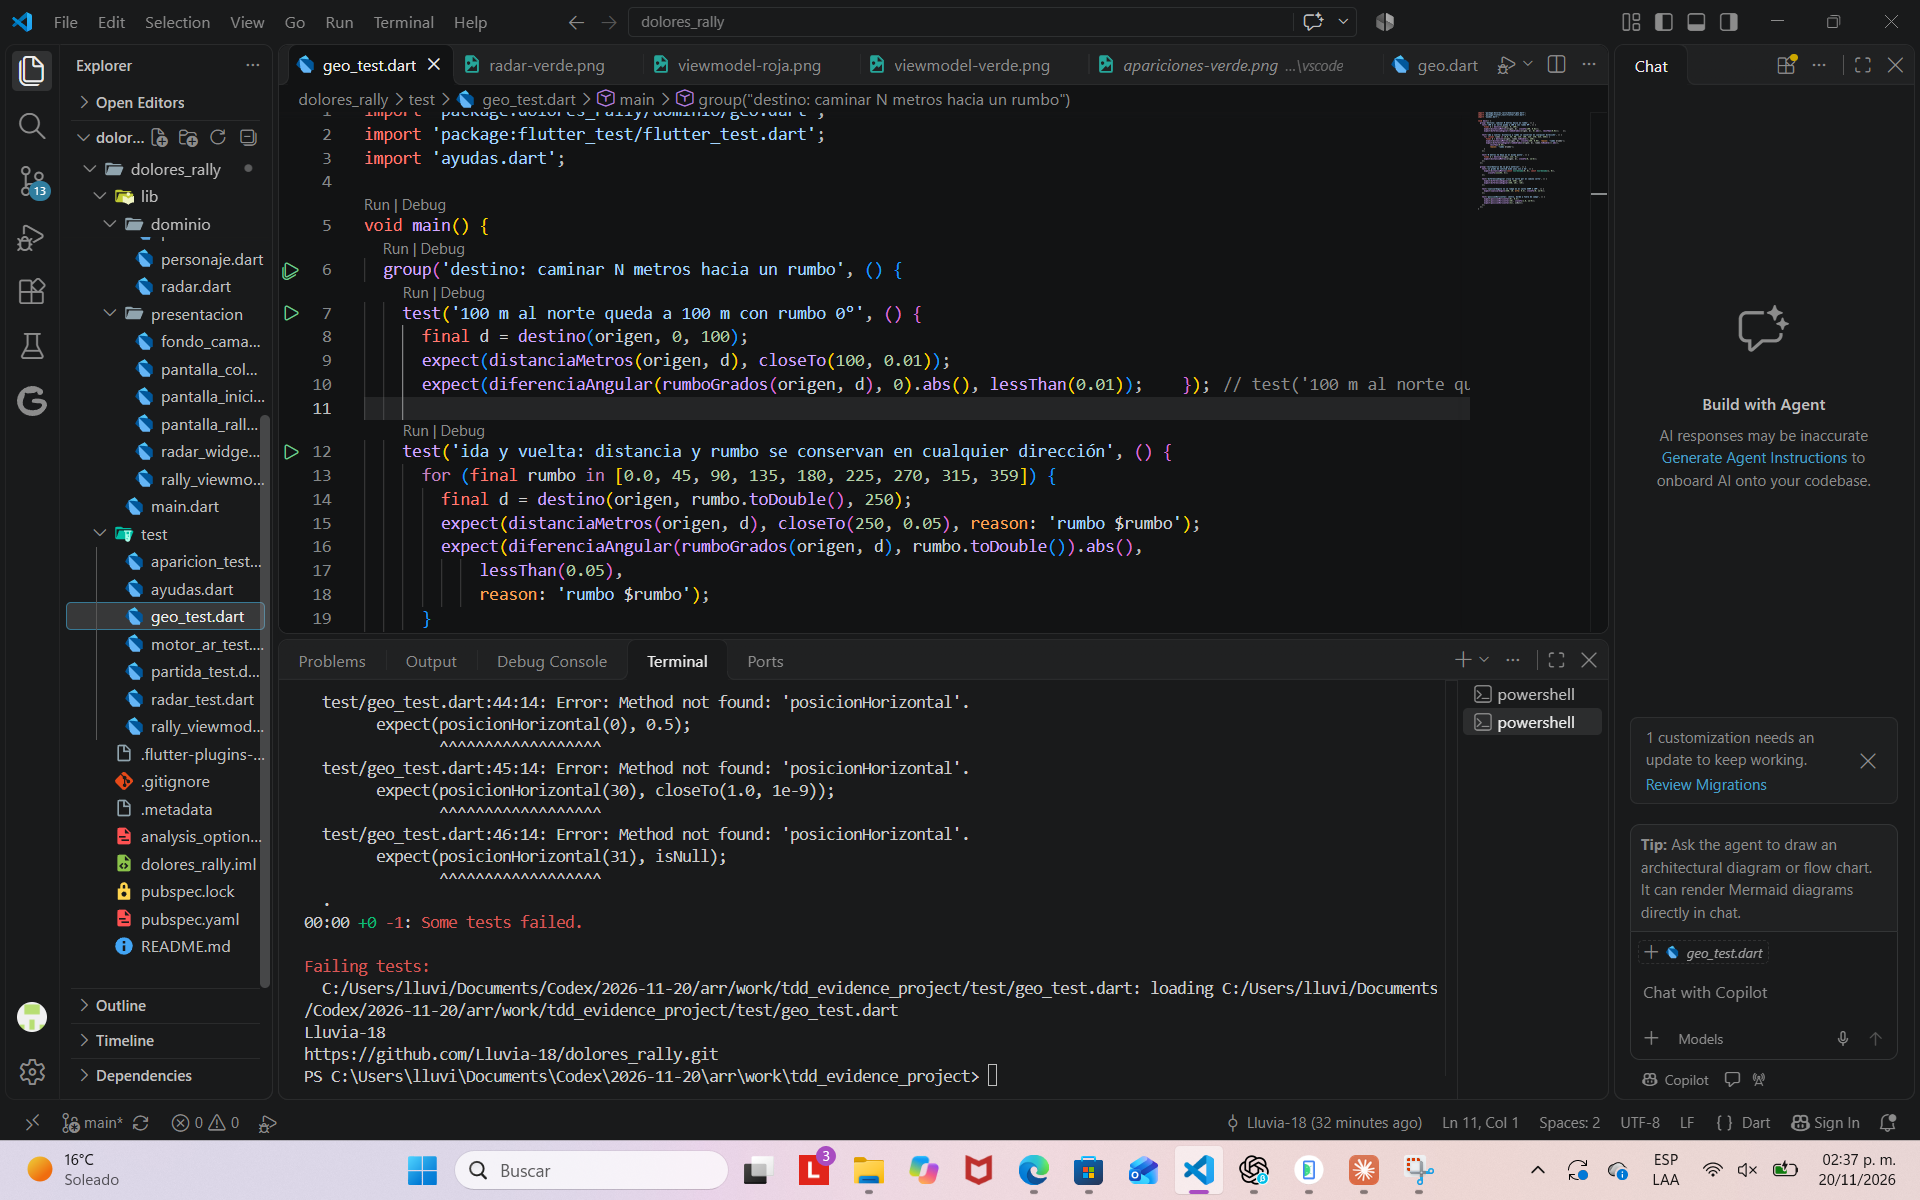 File Edit Selection View Go Run Terminal Help
dolores_rally
Explorer
Open Editors
dolor...
dolores_rally
lib
dominio
personaje.dart
radar.dart
presentacion
fondo_cama...
pantalla_col...
pantalla_inici...
pantalla_rall...
radar_widge...
rally_viewmo...
main.dart
test
aparicion_test...
ayudas.dart
geo_test.dart
motor_ar_test....
partida_test.d...
radar_test.dart
rally_viewmod...
.flutter-plugins-...
.gitignore
.metadata
analysis_option...
dolores_rally.iml
pubspec.lock
pubspec.yaml
README.md
Outline
Timeline
Dependencies
13
geo_test.dart radar-verde.png viewmodel-roja.png viewmodel-verde.png apariciones-verde.png ...\vscode geo.dart
dolores_rally > test > geo_test.dart > main > group("destino: caminar N metros hacia un rumbo")
1 import 'package:dolores_rally/dominio/geo.dart';
2 import 'package:flutter_test/flutter_test.dart';
3 import 'ayudas.dart';
4
Run | Debug
5 void main() {
Run | Debug
6 group('destino: caminar N metros hacia un rumbo', () {
Run | Debug
7 test('100 m al norte queda a 100 m con rumbo 0°', () {
8 final d = destino(origen, 0, 100);
9 expect(distanciaMetros(origen, d), closeTo(100, 0.01));
10 expect(diferenciaAngular(rumboGrados(origen, d), 0).abs(), lessThan(0.01)); }); // test('100 m al norte qu
11
Run | Debug
12 test('ida y vuelta: distancia y rumbo se conservan en cualquier dirección', () {
13 for (final rumbo in [0.0, 45, 90, 135, 180, 225, 270, 315, 359]) {
14 final d = destino(origen, rumbo.toDouble(), 250);
15 expect(distanciaMetros(origen, d), closeTo(250, 0.05), reason: 'rumbo $rumbo');
16 expect(diferenciaAngular(rumboGrados(origen, d), rumbo.toDouble()).abs(),
17 lessThan(0.05),
18 reason: 'rumbo $rumbo');
19 }
Problems Output Debug Console Terminal Ports
test/geo_test.dart:44:14: Error: Method not found: 'posicionHorizontal'.
expect(posicionHorizontal(0), 0.5);
^^^^^^^^^^^^^^^^^^
test/geo_test.dart:45:14: Error: Method not found: 'posicionHorizontal'.
expect(posicionHorizontal(30), closeTo(1.0, 1e-9));
^^^^^^^^^^^^^^^^^^
test/geo_test.dart:46:14: Error: Method not found: 'posicionHorizontal'.
expect(posicionHorizontal(31), isNull);
^^^^^^^^^^^^^^^^^^
.
00:00 +0 -1: Some tests failed.
Failing tests:
C:/Users/lluvi/Documents/Codex/2026-11-20/arr/work/tdd_evidence_project/test/geo_test.dart: loading C:/Users/lluvi/Documents
/Codex/2026-11-20/arr/work/tdd_evidence_project/test/geo_test.dart
Lluvia-18
https://github.com/Lluvia-18/dolores_rally.git
PS C:\Users\lluvi\Documents\Codex\2026-11-20\arr\work\tdd_evidence_project>
powershell
powershell
Chat
Build with Agent
AI responses may be inaccurate
Generate Agent Instructions to
onboard AI onto your codebase.
1 customization needs an
update to keep working.
Review Migrations
Tip: Ask the agent to draw an
architectural diagram or flow chart.
It can render Mermaid diagrams
directly in chat.
geo_test.dart
Chat with Copilot
Models
Copilot
main* 0 0
Lluvia-18 (32 minutes ago) Ln 11, Col 1 Spaces: 2 UTF-8 LF { } Dart Sign In
16°C
Soleado
Buscar
L 3
ESP
LAA
02:37 p. m.
20/11/2026